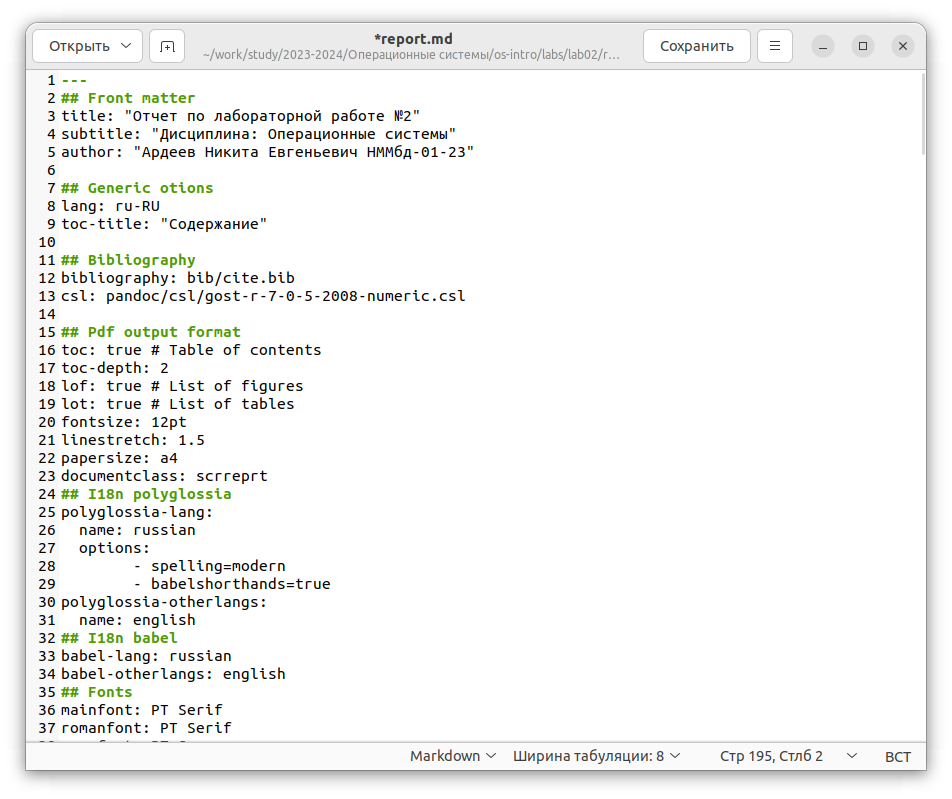 Открыть
*report.md
~/work/study/2023-2024/Операционные системы/os-intro/labs/lab02/r…
Сохранить
1 ---
2 ## Front matter
3 title: "Отчет по лабораторной работе №2"
4 subtitle: "Дисциплина: Операционные системы"
5 author: "Ардеев Никита Евгеньевич НММбд-01-23"
6
7 ## Generic otions
8 lang: ru-RU
9 toc-title: "Содержание"
10
11 ## Bibliography
12 bibliography: bib/cite.bib
13 csl: pandoc/csl/gost-r-7-0-5-2008-numeric.csl
14
15 ## Pdf output format
16 toc: true # Table of contents
17 toc-depth: 2
18 lof: true # List of figures
19 lot: true # List of tables
20 fontsize: 12pt
21 linestretch: 1.5
22 papersize: a4
23 documentclass: scrreprt
24 ## I18n polyglossia
25 polyglossia-lang:
26   name: russian
27   options:
28         - spelling=modern
29         - babelshorthands=true
30 polyglossia-otherlangs:
31   name: english
32 ## I18n babel
33 babel-lang: russian
34 babel-otherlangs: english
35 ## Fonts
36 mainfont: PT Serif
37 romanfont: PT Serif
Markdown Ширина табуляции: 8 Стр 195, Стлб 2 ВСТ